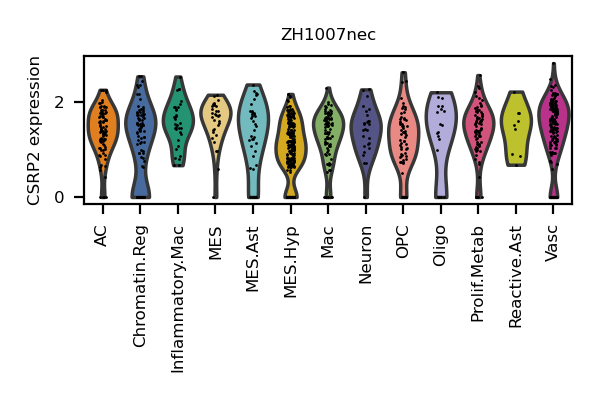 ZH1007nec
CSRP2 expression
2
0
AC
Chromatin.Reg
Inflammatory.Mac
MES
MES.Ast
MES.Hyp
Mac
Neuron
OPC
Oligo
Prolif.Metab
Reactive.Ast
Vasc